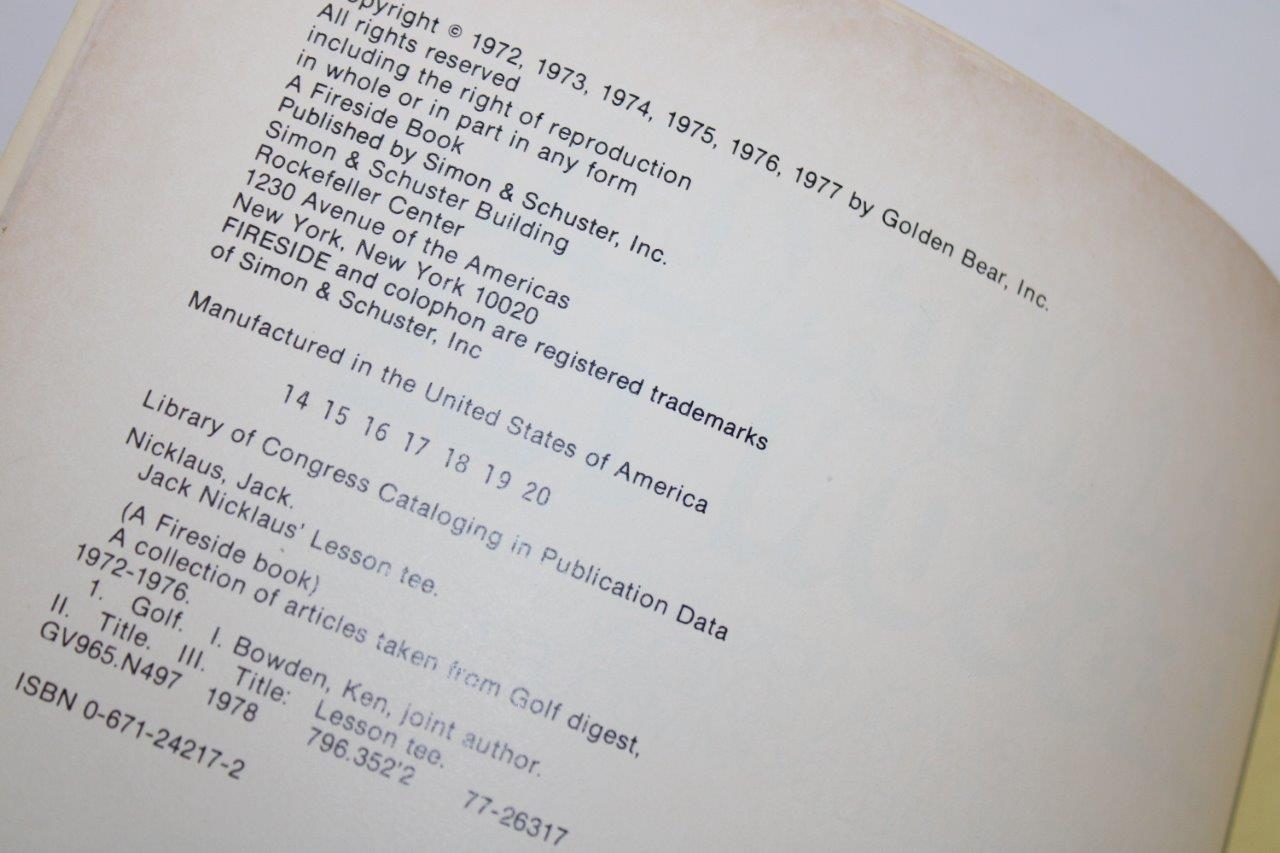 pyright © 1972, 1973, 1974, 1975, 1976, 1977 by Golden Bear, Inc.
All rights reserved
including the right of reproduction
in whole or in part in any form
A Fireside Book
Published by Simon & Schuster, Inc.
Simon & Schuster Building
Rockefeller Center
1230 Avenue of the Americas
New York, New York 10020
FIRESIDE and colophon are registered trademarks
of Simon & Schuster, Inc
Manufactured in the United States of America
14 15 16 17 18 19 20
Library of Congress Cataloging in Publication Data
Nicklaus, Jack.
Jack Nicklaus' Lesson tee.
(A Fireside book)
A collection of articles taken from Golf digest,
1972-1976.
1. Golf. I. Bowden, Ken, joint author.
II. Title. III. Title: Lesson tee.
GV965.N497 1978 796.352'2 77-26317
ISBN 0-671-24217-2